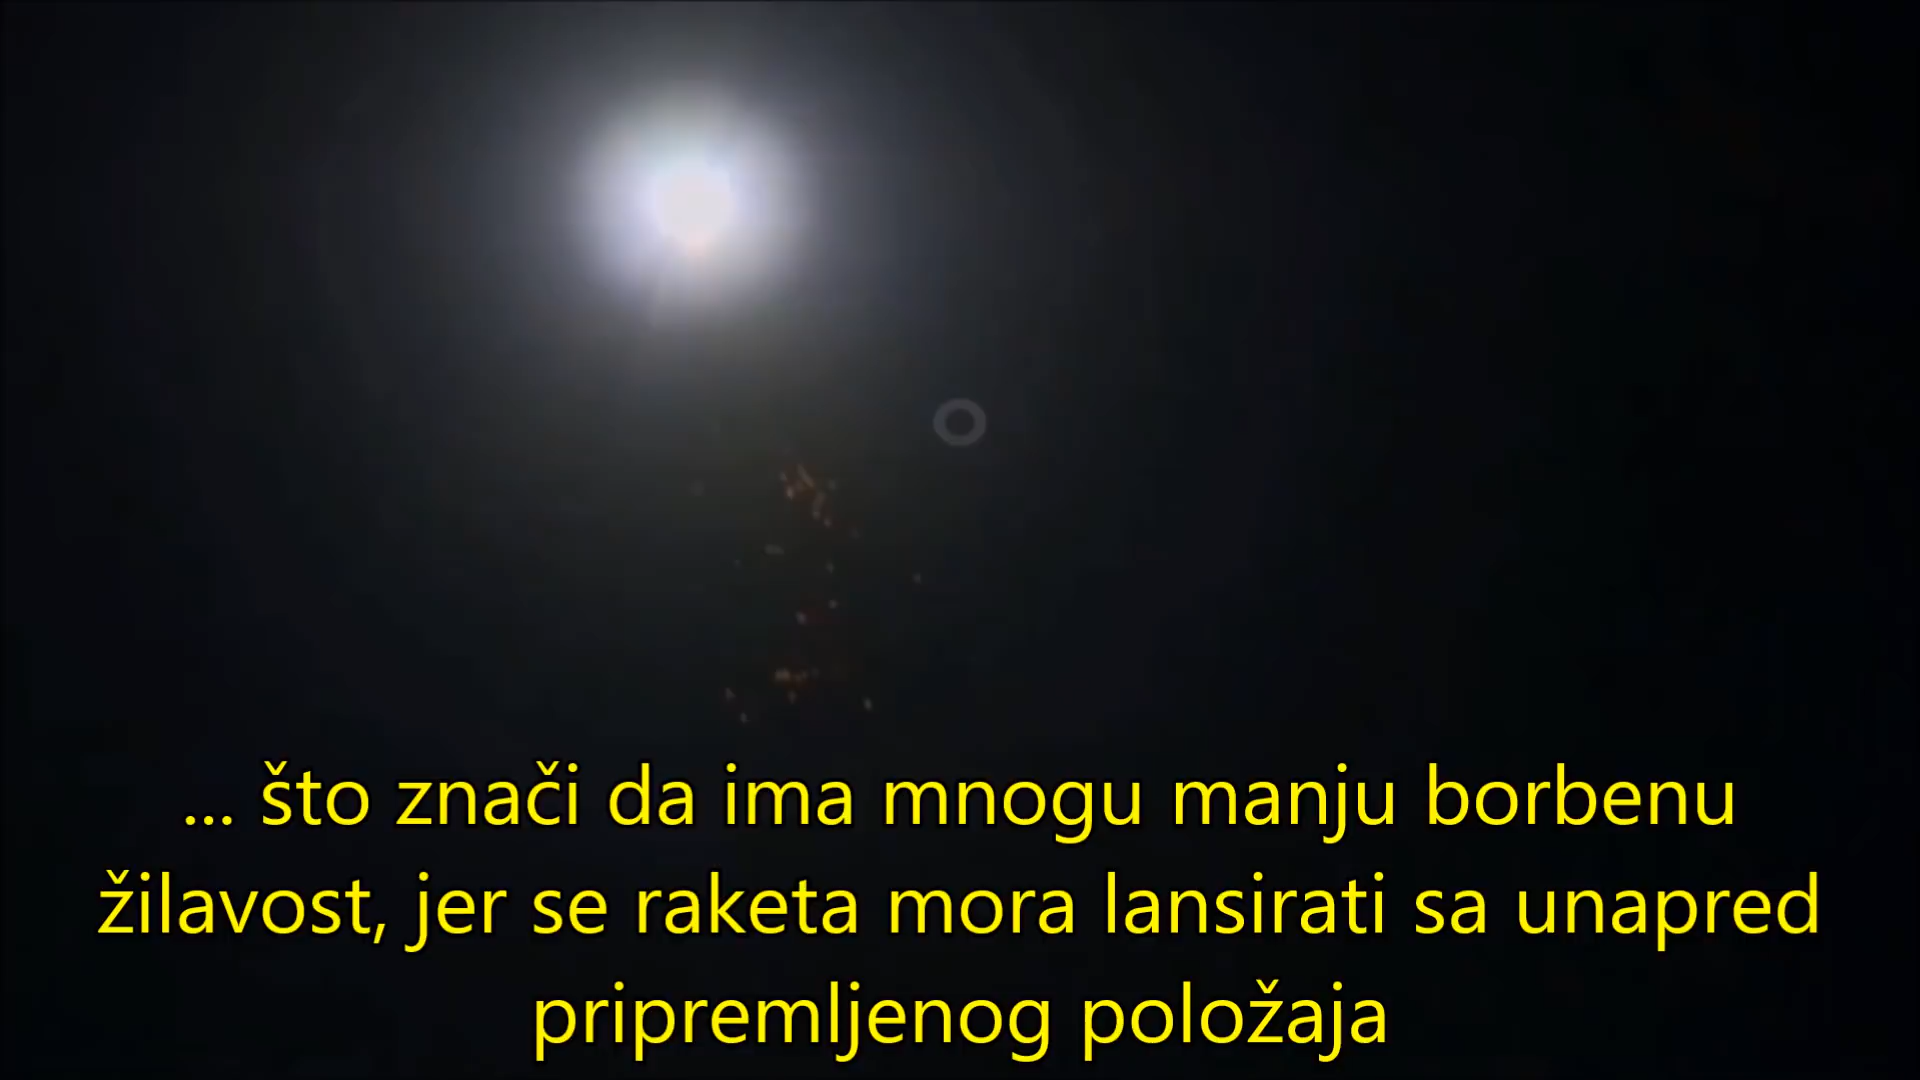 ... što znači da ima mnogu manju borbenu
žilavost, jer se raketa mora lansirati sa unapred
pripremljenog položaja